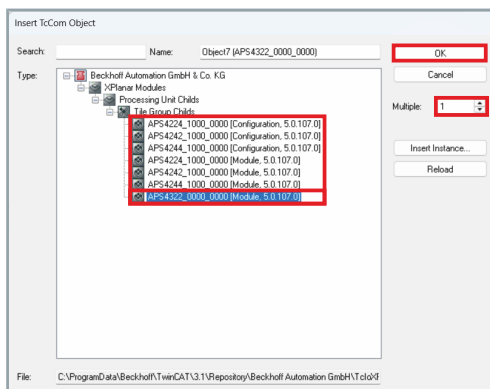 Insert TcCom Object
Search:
Name:
Object7 (APS4322_0000_0000)
OK
Type:
Beckhoff Automation GmbH & Co. KG
Cancel
XPlanar Modules
Processing Unit Childs
Multiple:
1
Tile Group Childs
APS4224_1000_0000 [Configuration, 5.0.107.0]
APS4242_1000_0000 [Configuration, 5.0.107.0]
APS4244_1000_0000 [Configuration, 5.0.107.0]
Insert Instance...
APS4224_1000_0000 [Module, 5.0.107.0]
Reload
APS4242_1000_0000 [Module, 5.0.107.0]
APS4244_1000_0000 [Module, 5.0.107.0]
APS4322_0000_0000 [Module, 5.0.107.0]
File:
C:\ProgramData\Beckhoff\TwinCAT\3.1\Repository\Beckhoff Automation GmbH\TcIoXF